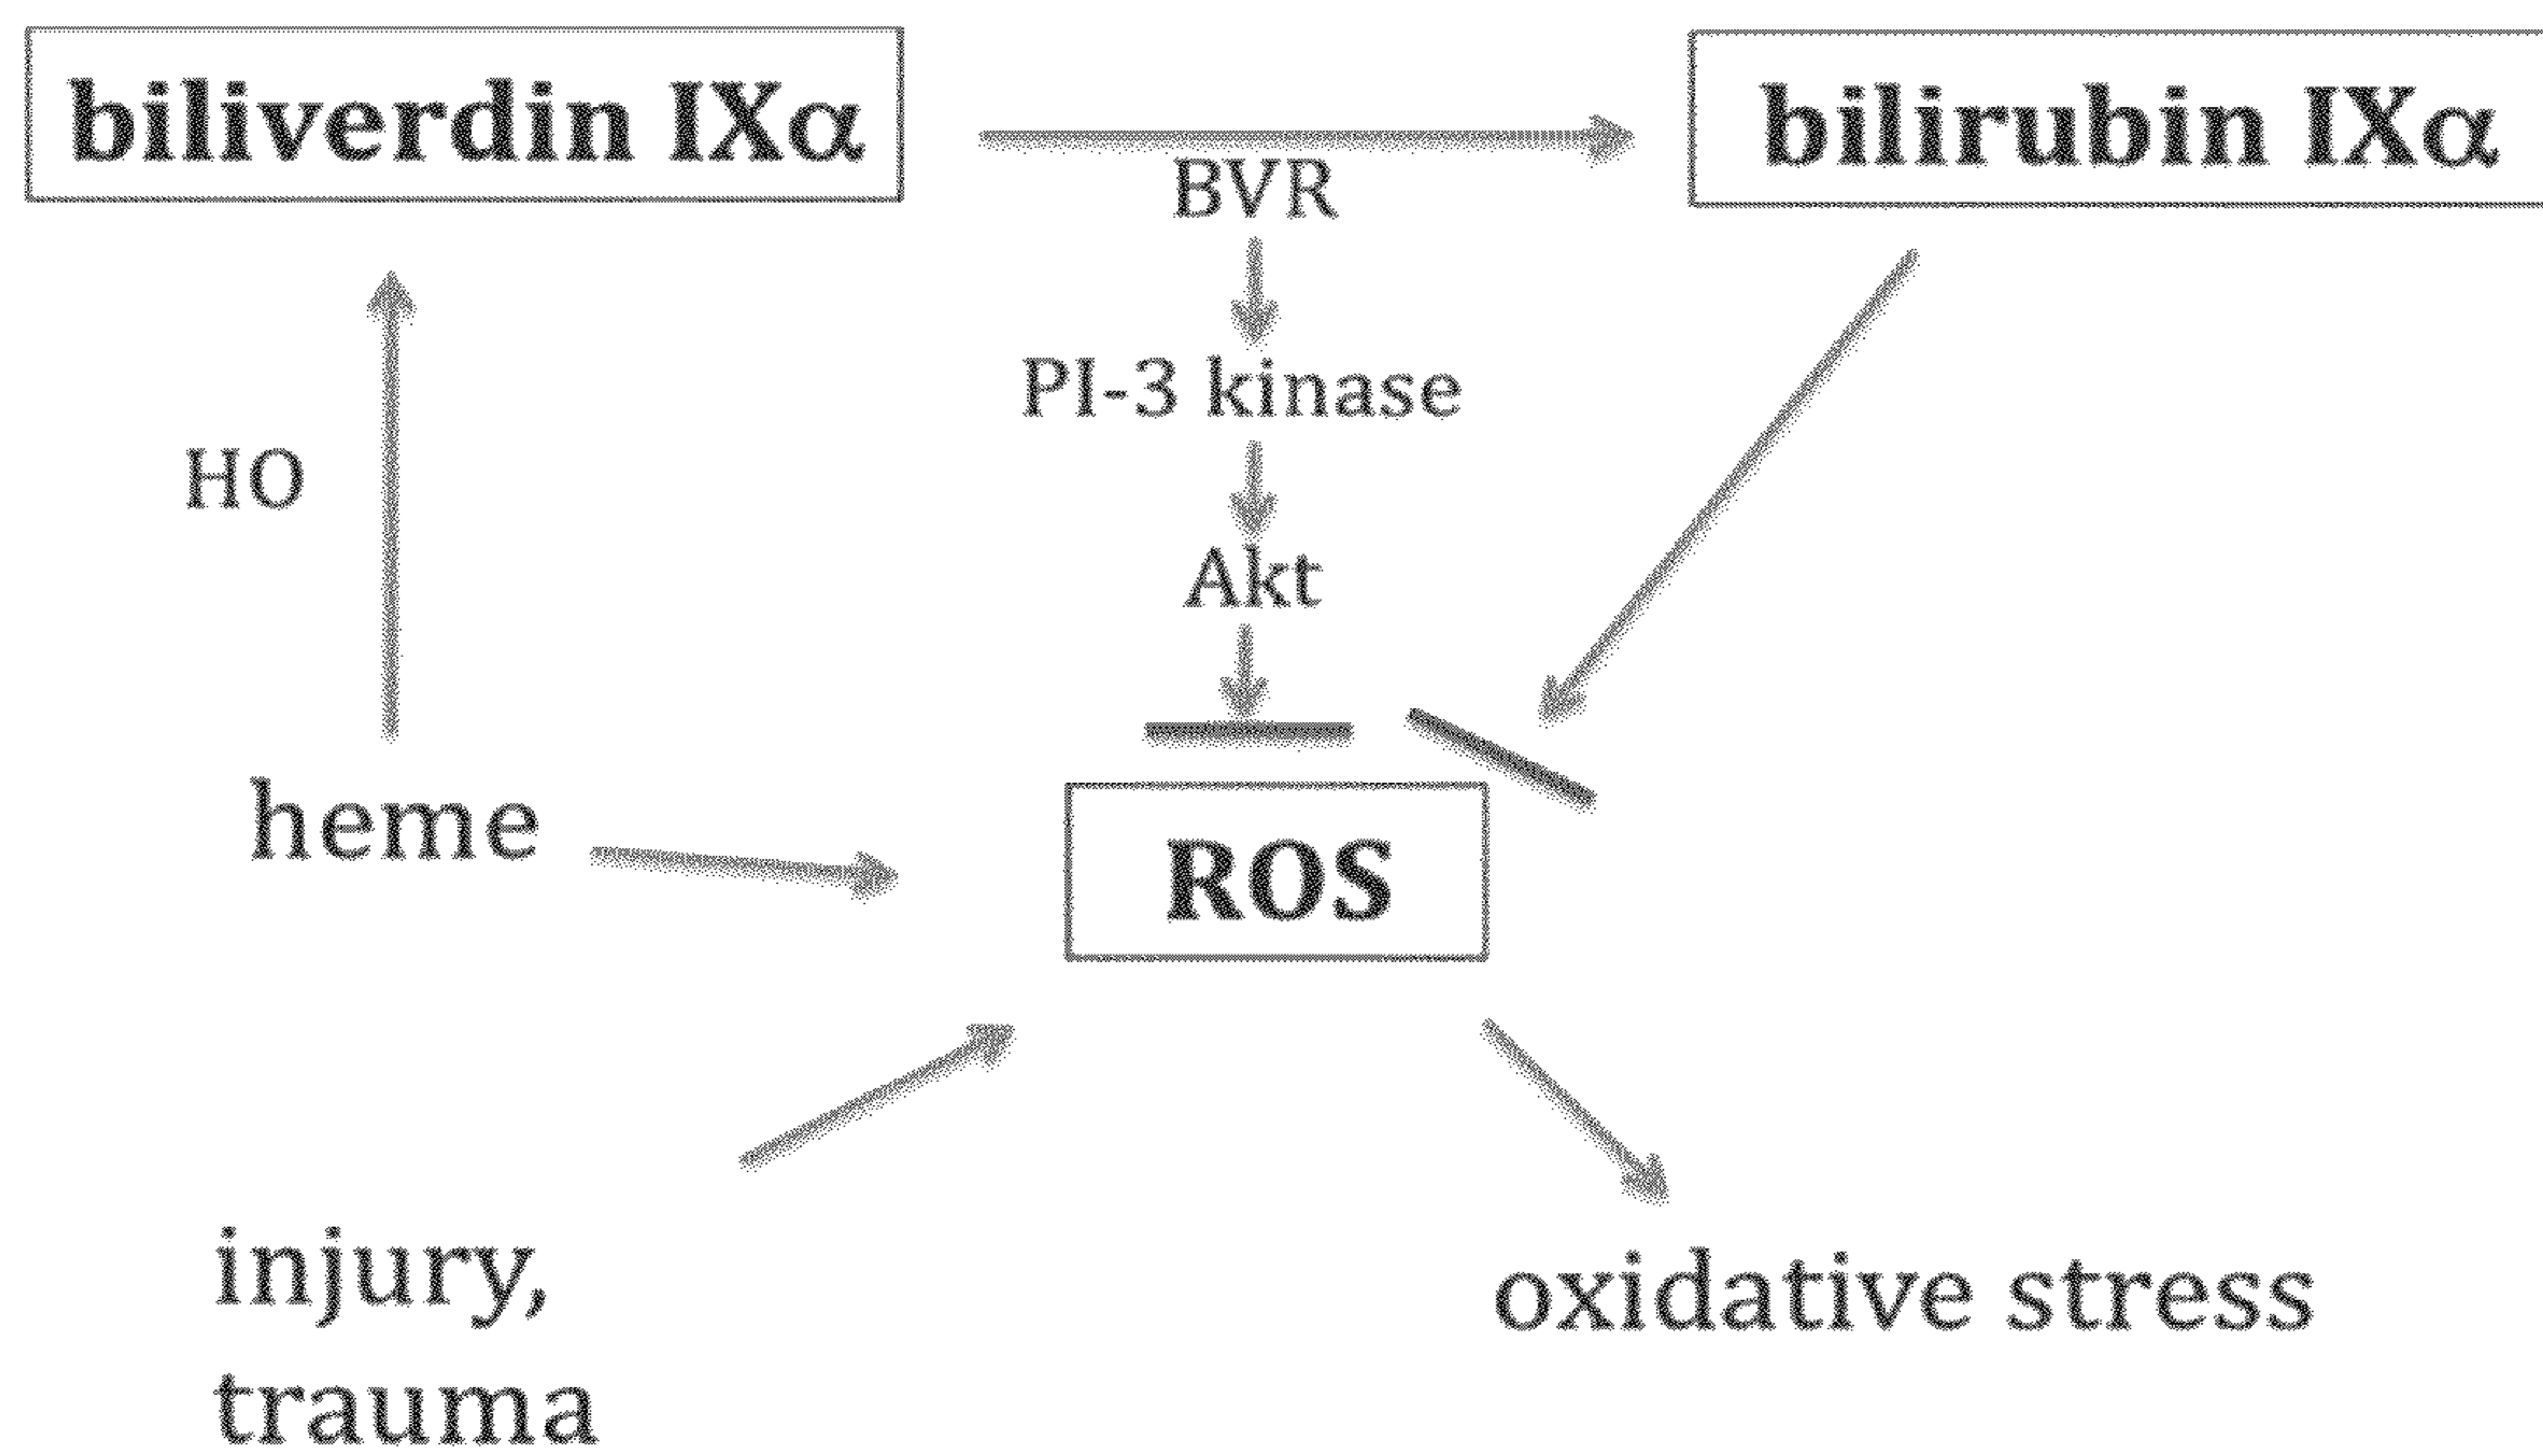 biliverdin IXα
bilirubin IXα
BVR
PI-3 kinase
HO
Akt
heme
ROS
injury,
trauma
oxidative stress